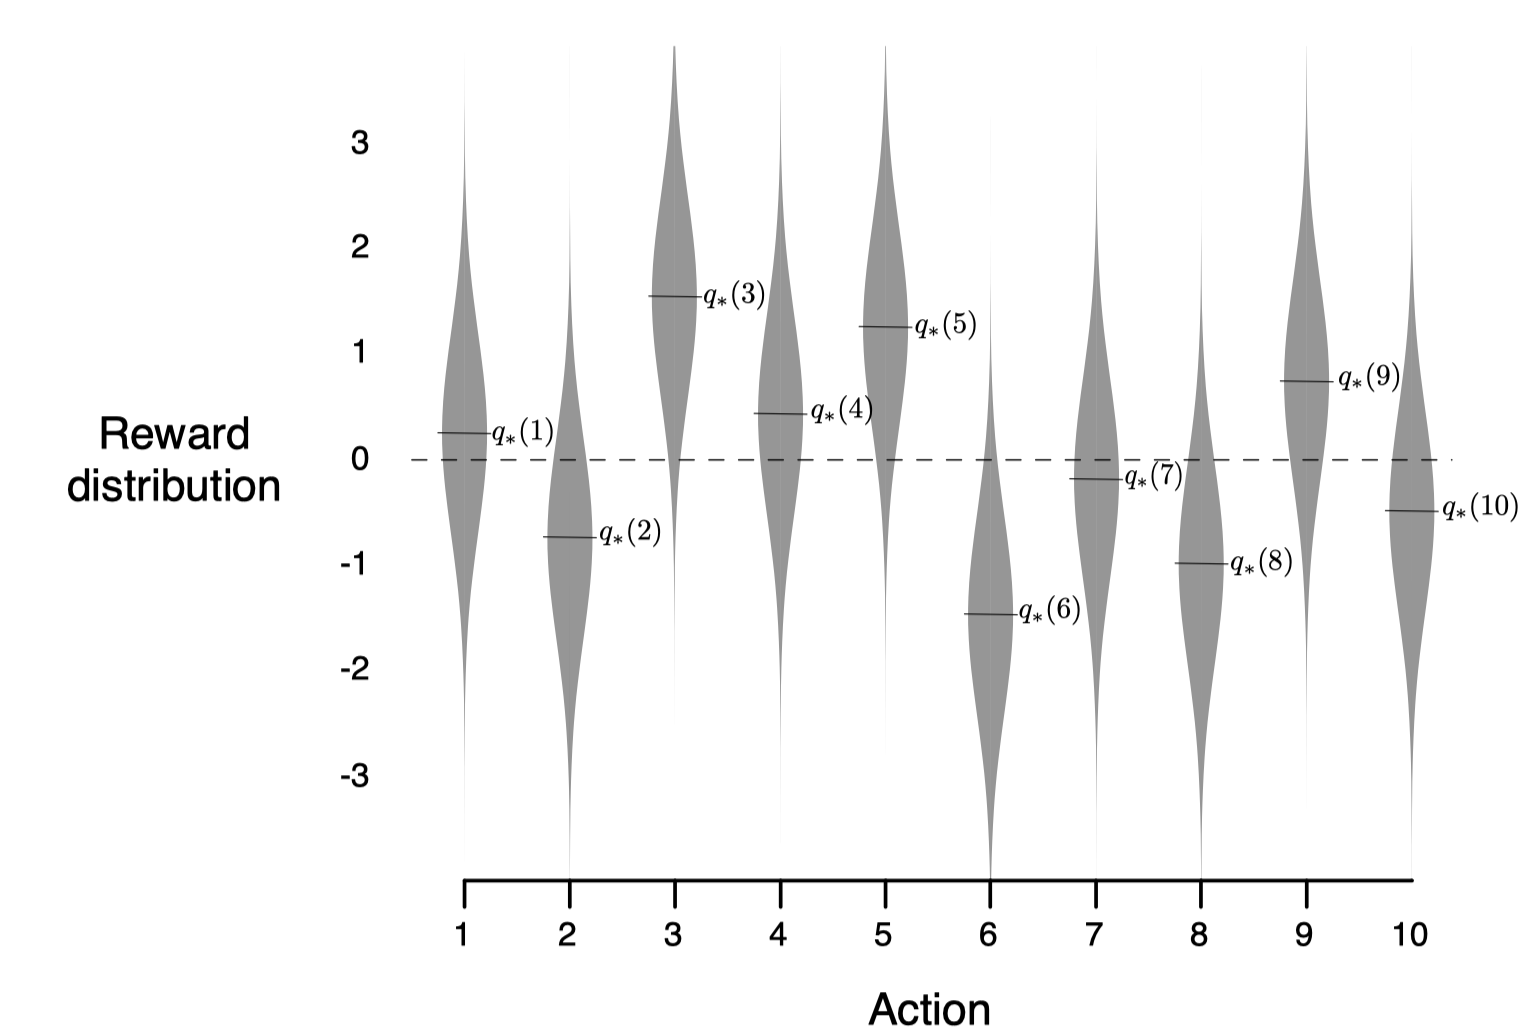 3
2
q∗(3)
1
q∗(5)
q∗(9)
q∗(4)
Reward
distribution
q∗(1)
0
q∗(7)
q∗(10)
q∗(2)
-1
q∗(8)
q∗(6)
-2
-3
1 2 3 4 5 6 7 8 9 10
Action